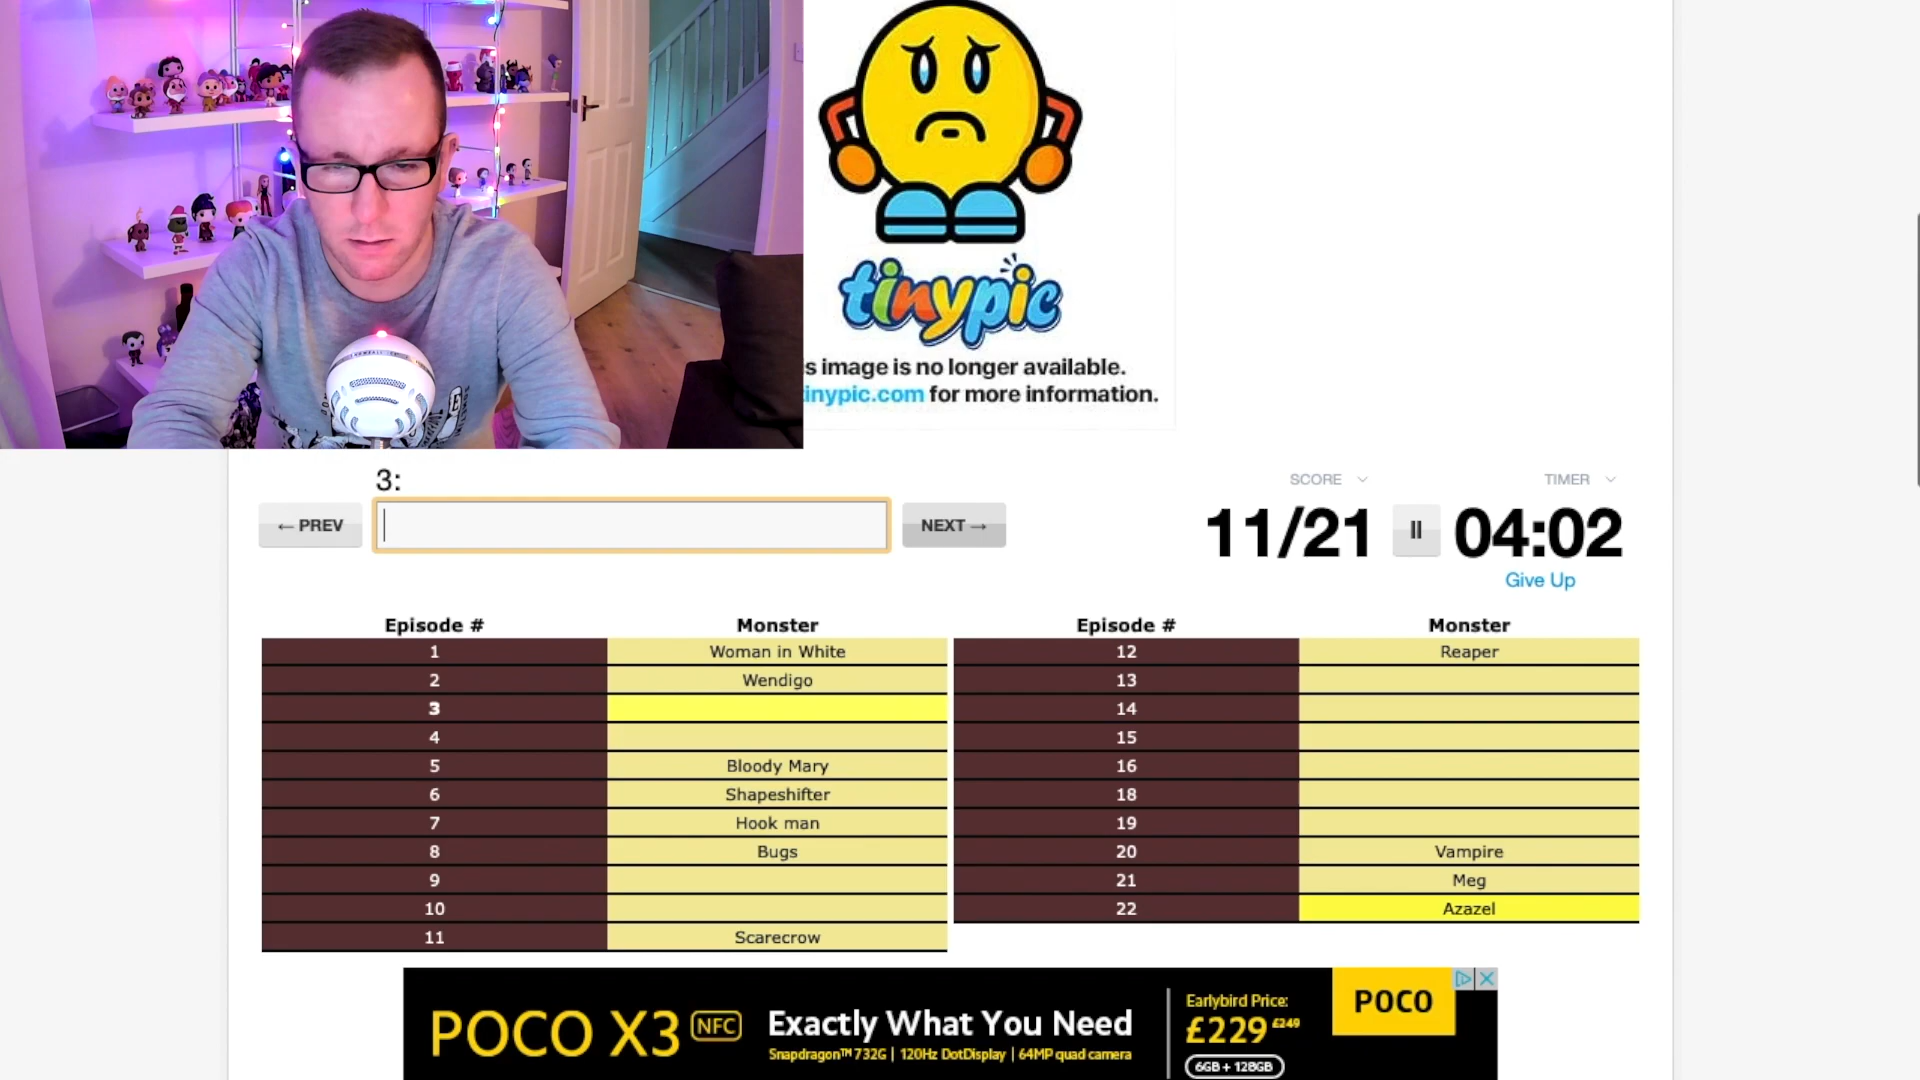 tinypic
s image is no longer available.
inypic.com for more information.
3:
← PREV
NEXT →
SCORE
TIMER
11/21
04:02
Give Up
Episode # Monster
1 Woman in White
2 Wendigo
3
4
5 Bloody Mary
6 Shapeshifter
7 Hook man
8 Bugs
9
10
11 Scarecrow
Episode # Monster
12 Reaper
13
14
15
16
18
19
20 Vampire
21 Meg
22 Azazel
POCO X3 NFC
Exactly What You Need
Snapdragon™ 732G | 120Hz DotDisplay | 64MP quad camera
Earlybird Price:
£229 £249
6GB + 128GB
POCO